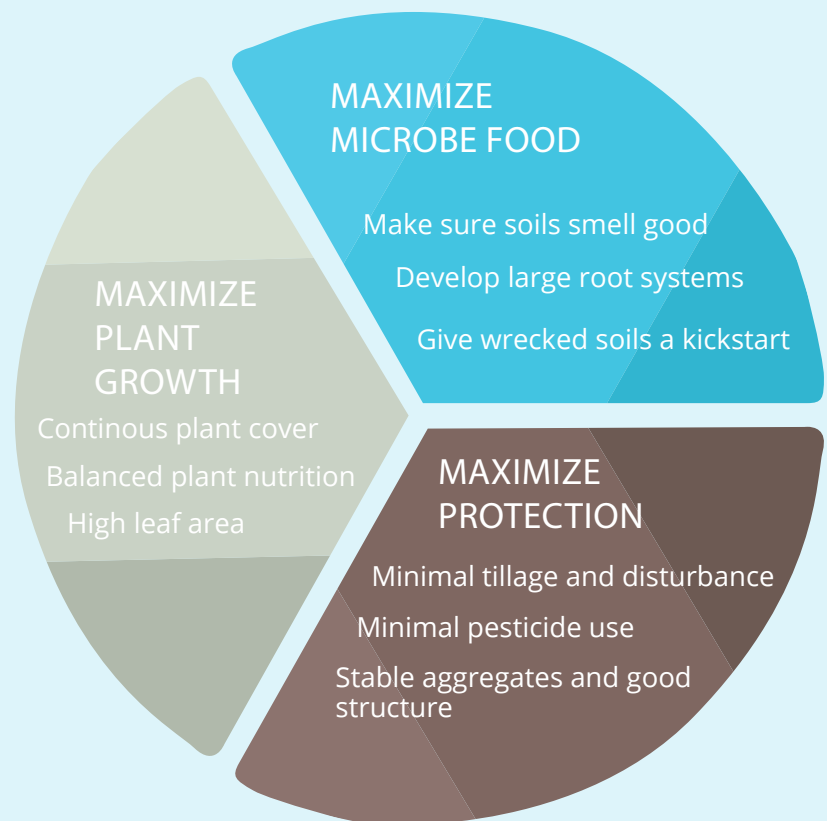 MAXIMIZE
MICROBE FOOD
Make sure soils smell good
Develop large root systems
Give wrecked soils a kickstart
MAXIMIZE
PLANT
GROWTH
Continous plant cover
Balanced plant nutrition
High leaf area
MAXIMIZE
PROTECTION
Minimal tillage and disturbance
Minimal pesticide use
Stable aggregates and good
structure